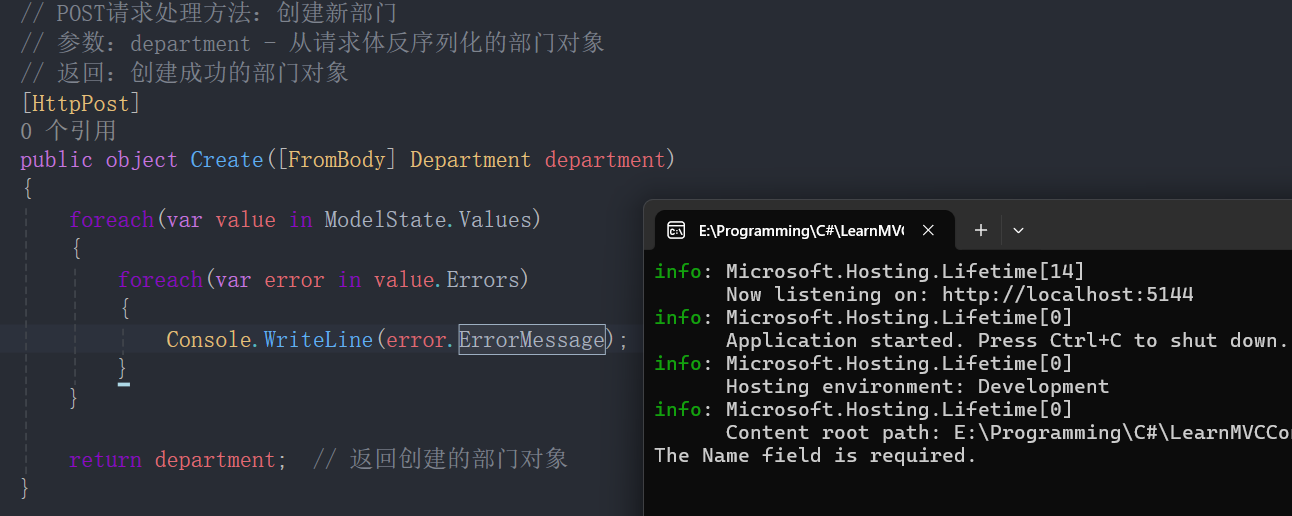 // POST请求处理方法：创建新部门
// 参数：department - 从请求体反序列化的部门对象
// 返回：创建成功的部门对象
[HttpPost]
0 个引用
public object Create([FromBody] Department department)
{
foreach(var value in ModelState.Values)
{
foreach(var error in value.Errors)
{
Console.WriteLine(error.ErrorMessage);
}
}
return department;  // 返回创建的部门对象
}
E:\Programming\C#\LearnMV
info: Microsoft.Hosting.Lifetime[14]
Now listening on: http://localhost:5144
info: Microsoft.Hosting.Lifetime[0]
Application started. Press Ctrl+C to shut down.
info: Microsoft.Hosting.Lifetime[0]
Hosting environment: Development
info: Microsoft.Hosting.Lifetime[0]
Content root path: E:\Programming\C#\LearnMVCCon
The Name field is required.